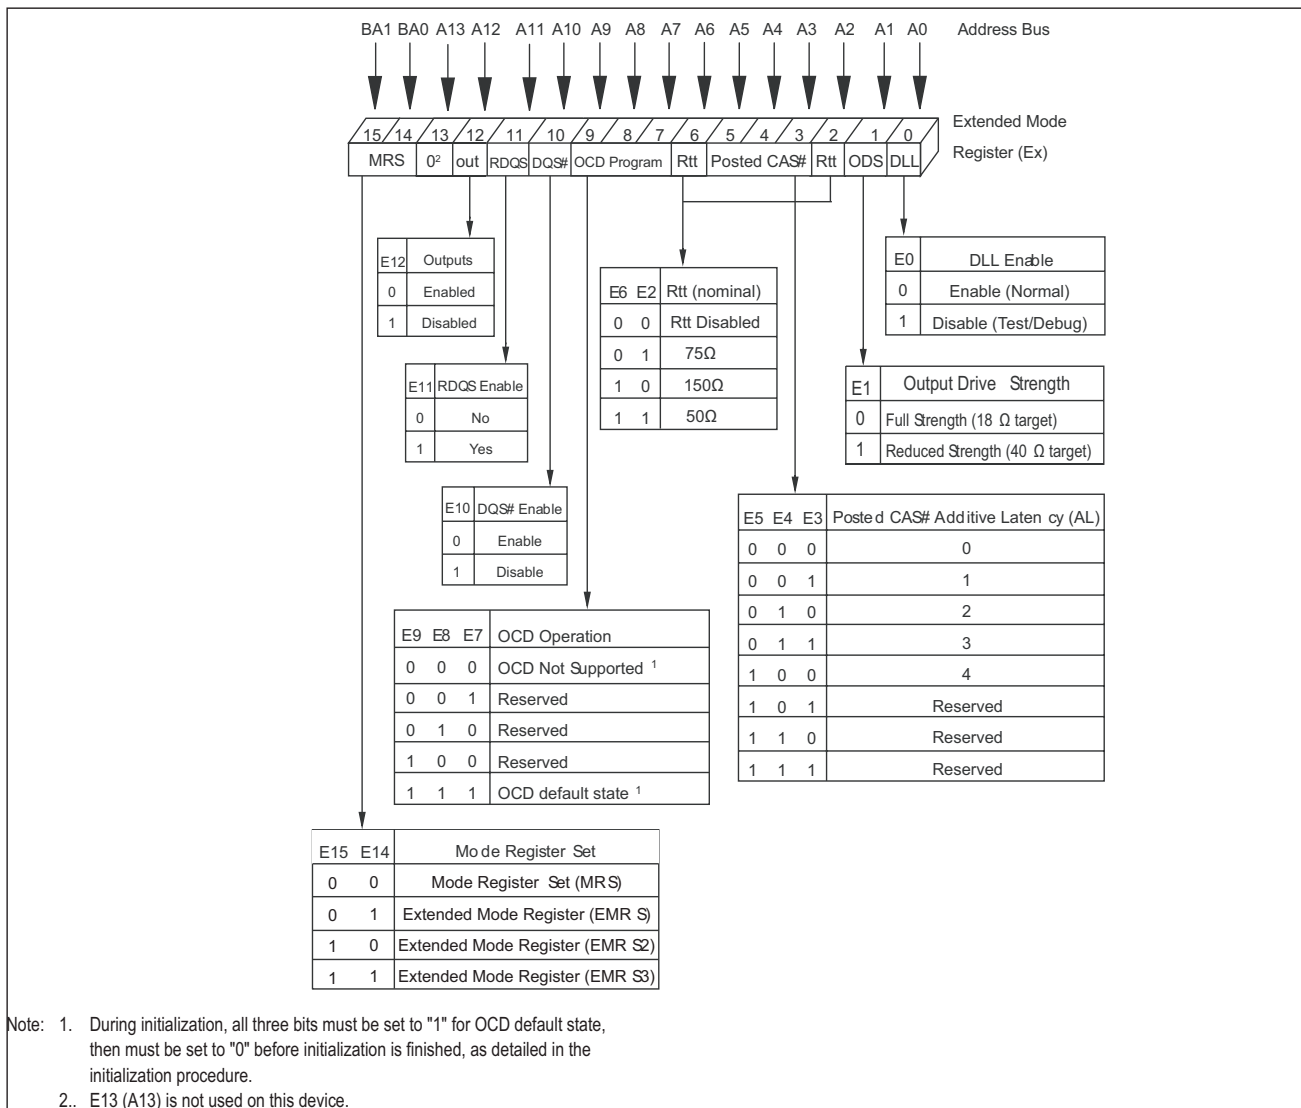 BA1 BA0 A13 A12 A11 A10 A9 A8 A7 A6 A5 A4 A3 A2 A1 A0 Address Bus
15 14 13 12 11 10 9 8 7 6 5 4 3 2 1 0
Extended Mode
Register (Ex)
MRS 0² out RDQS DQS# OCD Program Rtt Posted CAS# Rtt ODS DLL
E12 Outputs
0 Enabled
1 Disabled
E11 RDQS Enable
0 No
1 Yes
E10 DQS# Enable
0 Enable
1 Disable
E6 E2 Rtt (nominal)
0 0 Rtt Disabled
0 1 75Ω
1 0 150Ω
1 1 50Ω
E0 DLL Enable
0 Enable (Normal)
1 Disable (Test/Debug)
E1 Output Drive Strength
0 Full Strength (18 Ω target)
1 Reduced Strength (40 Ω target)
E5 E4 E3 Posted CAS# Additive Laten cy (AL)
0 0 0 0
0 0 1 1
0 1 0 2
0 1 1 3
1 0 0 4
1 0 1 Reserved
1 1 0 Reserved
1 1 1 Reserved
E9 E8 E7 OCD Operation
0 0 0 OCD Not Supported ¹
0 0 1 Reserved
0 1 0 Reserved
1 0 0 Reserved
1 1 1 OCD default state ¹
E15 E14 Mo de Register Set
0 0 Mode Register Set (MRS)
0 1 Extended Mode Register (EMR S)
1 0 Extended Mode Register (EMR S2)
1 1 Extended Mode Register (EMR S3)
Note: 1. During initialization, all three bits must be set to "1" for OCD default state,
then must be set to "0" before initialization is finished, as detailed in the
initialization procedure.
2.. E13 (A13) is not used on this device.